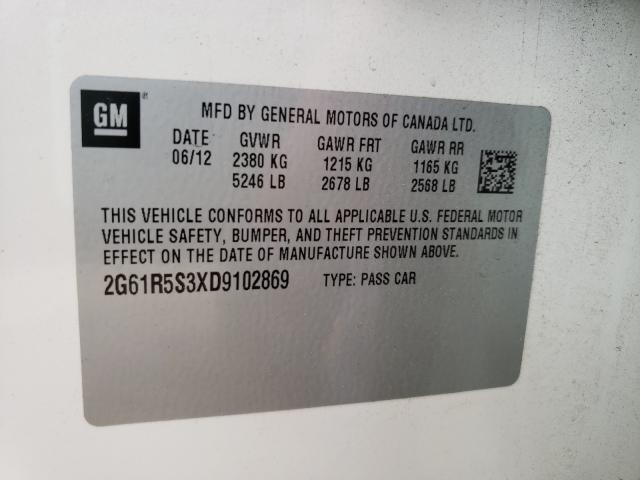 GM
MFD BY GENERAL MOTORS OF CANADA LTD.
DATE GVWR GAWR FRT GAWR RR
06/12 2380 KG 1215 KG 1165 KG
5246 LB 2678 LB 2568 LB
THIS VEHICLE CONFORMS TO ALL APPLICABLE U.S. FEDERAL MOTOR
VEHICLE SAFETY, BUMPER, AND THEFT PREVENTION STANDARDS IN
EFFECT ON THE DATE OF MANUFACTURE SHOWN ABOVE.
2G61R5S3XD9102869 TYPE: PASS CAR